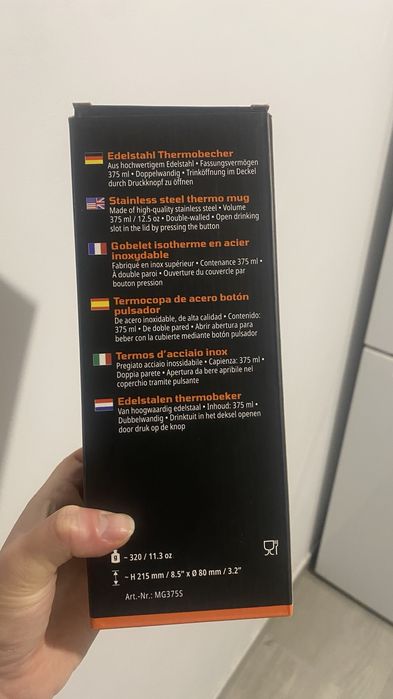 Edelstahl Thermobecher
Aus hochwertigem Edelstahl • Fassungsvermögen
375 ml • Doppelwandig • Trinköffnung im Deckel
durch Druckknopf zu öffnen
Stainless steel thermo mug
Made of high-quality stainless steel • Volume
375 ml / 12.5 oz • Double-walled • Open drinking
slot in the lid by pressing the button
Gobelet isotherme en acier
inoxydable
Fabriqué en inox supérieur • Contenance 375 ml •
À double paroi • Ouverture du couvercle par
bouton pression
Termocopa de acero botón
pulsador
De acero inoxidable, de alta calidad • Contenido:
375 ml • De doble pared • Abrir abertura para
beber con la cubierte mediante botón pulsador
Termos d'acciaio inox
Pregiato acciaio inossidabile • Capienza: 375 ml •
Doppia parete • Apertura da bere apribile nel
coperchio tramite pulsante
Edelstalen thermobeker
Van hoogwaardig edelstaal • Inhoud: 375 ml •
Dubbelwandig • Drinktuit in het deksel openen
door druk op de knop
g ~ 320 / 11.3 oz
~ H 215 mm / 8.5" x Ø 80 mm / 3.2"
Art.-Nr.: MG375S